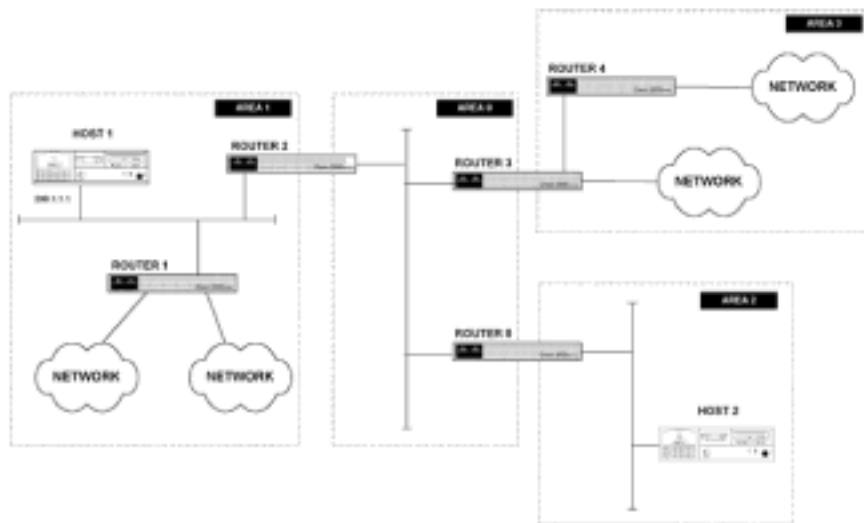 AREA 3
ROUTER 4
NETWORK
AREA 1
AREA 0
HOST 1
ROUTER 2
ROUTER 3
NETWORK
ROUTER 1
AREA 2
ROUTER 5
NETWORK
NETWORK
HOST 2